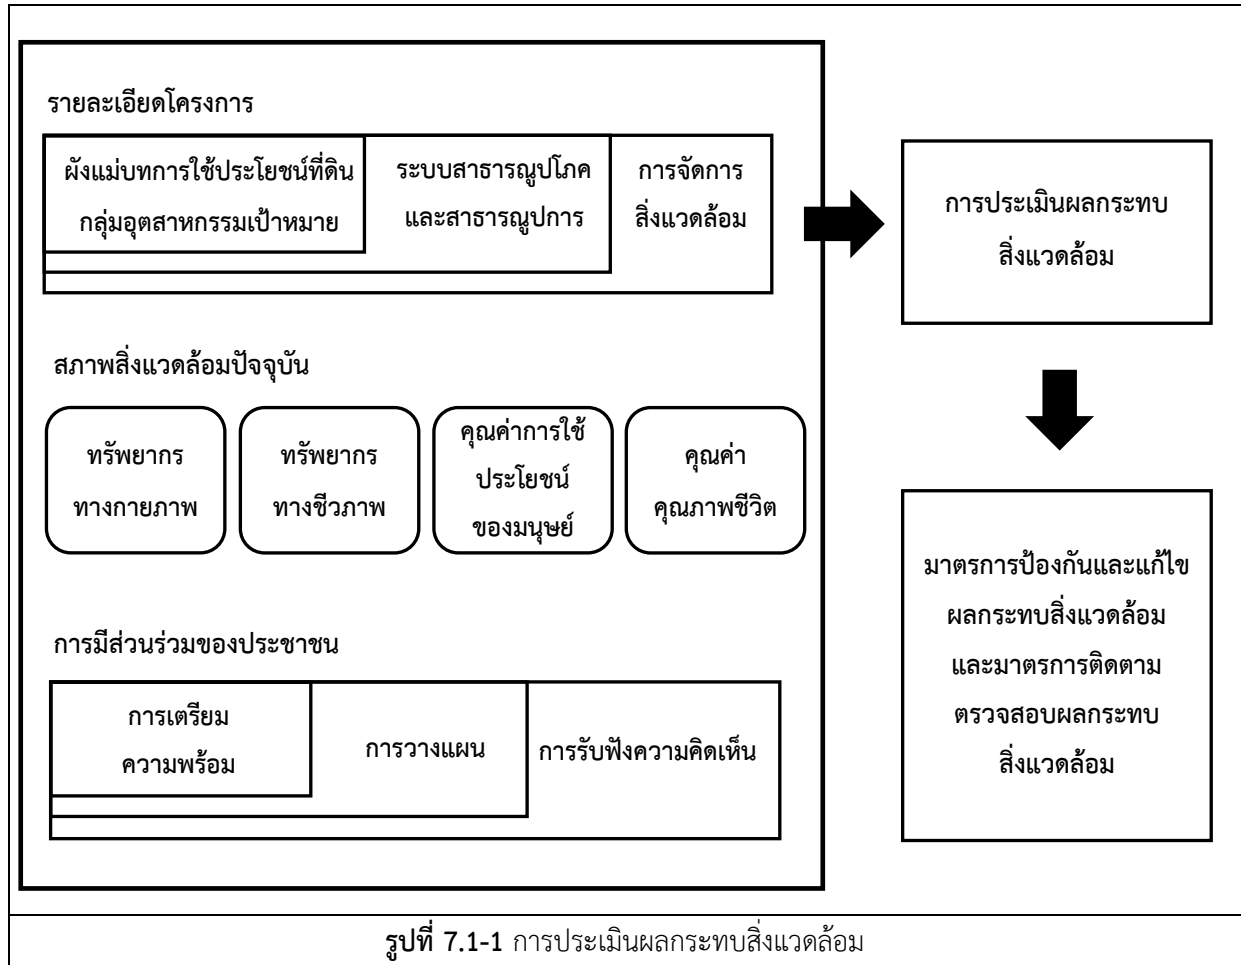 รายละเอียดโครงการ
ผังแม่บทการใช้ประโยชน์ที่ดิน
กลุ่มอุตสาหกรรมเป้าหมาย
ระบบสาธารณูปโภค
และสาธารณูปการ
การจัดการ
สิ่งแวดล้อม
สภาพสิ่งแวดล้อมปัจจุบัน
ทรัพยากร
ทางกายภาพ
ทรัพยากร
ทางชีวภาพ
คุณค่าการใช้
ประโยชน์
ของมนุษย์
คุณค่า
คุณภาพชีวิต
การมีส่วนร่วมของประชาชน
การเตรียม
ความพร้อม
การวางแผน
การรับฟังความคิดเห็น
การประเมินผลกระทบ
สิ่งแวดล้อม
มาตรการป้องกันและแก้ไข
ผลกระทบสิ่งแวดล้อม
และมาตรการติดตาม
ตรวจสอบผลกระทบ
สิ่งแวดล้อม
รูปที่ 7.1-1 การประเมินผลกระทบสิ่งแวดล้อม